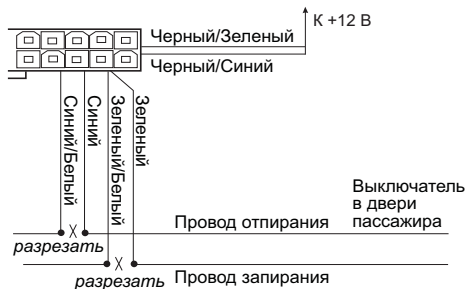 К +12 В
Черный/Зеленый
Черный/Синий
Синий/Белый
Синий
Зеленый/Белый
Зеленый
Выключатель
в двери
пассажира
Провод отпирания
разрезать
разрезать
Провод запирания